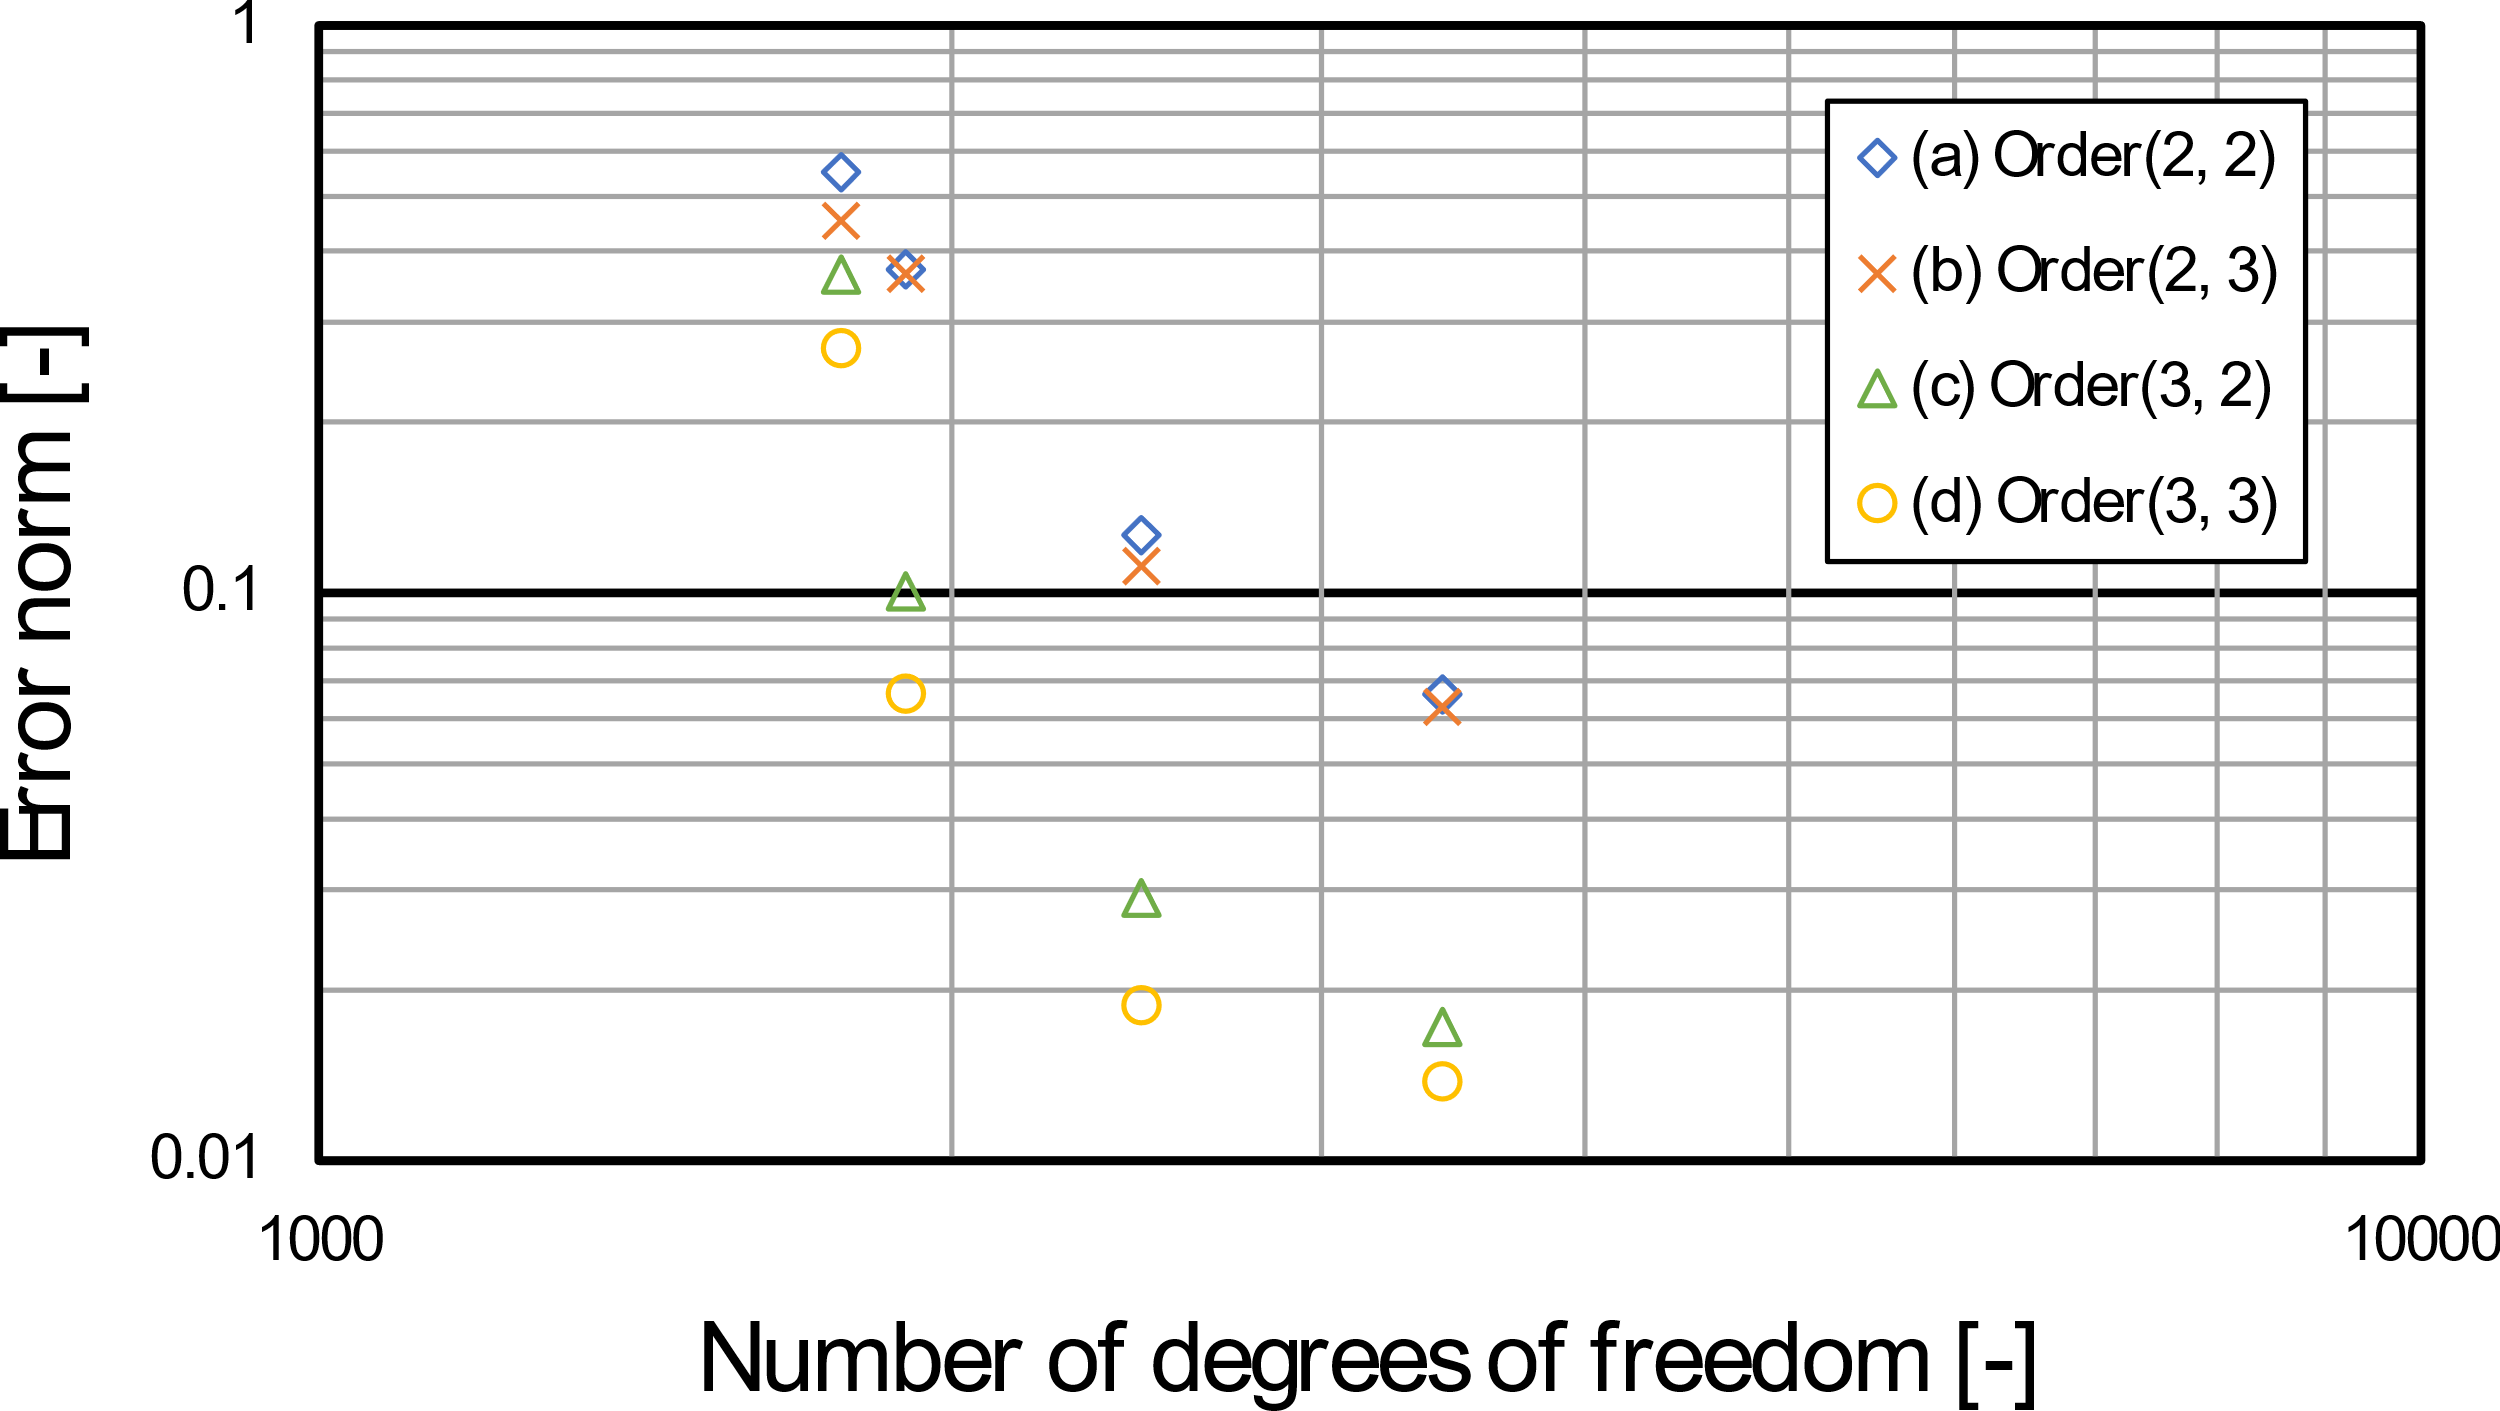 1
0.1
0.01
Error norm [-]
(a) Order(2, 2)
(b) Order(2, 3)
(c) Order(3, 2)
(d) Order(3, 3)
1000
10000
Number of degrees of freedom [-]